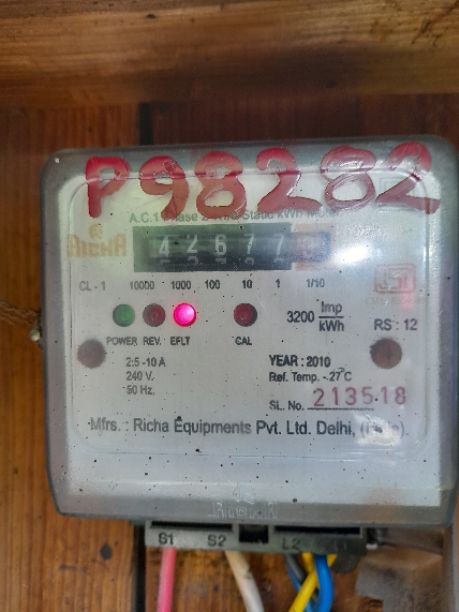 P98282
RICHA
42677
CL - 1 10000 1000 100 10 1 1/10
3200 Imp/kWh
POWER REV. EFLT CAL
RS : 12
2.5 -10 A
240 V.
50 Hz.
YEAR : 2010
Ref. Temp. - 27°C
SL. No. 213518
Mfrs. : Richa Equipments Pvt. Ltd. Delhi,
S1 S2 L2